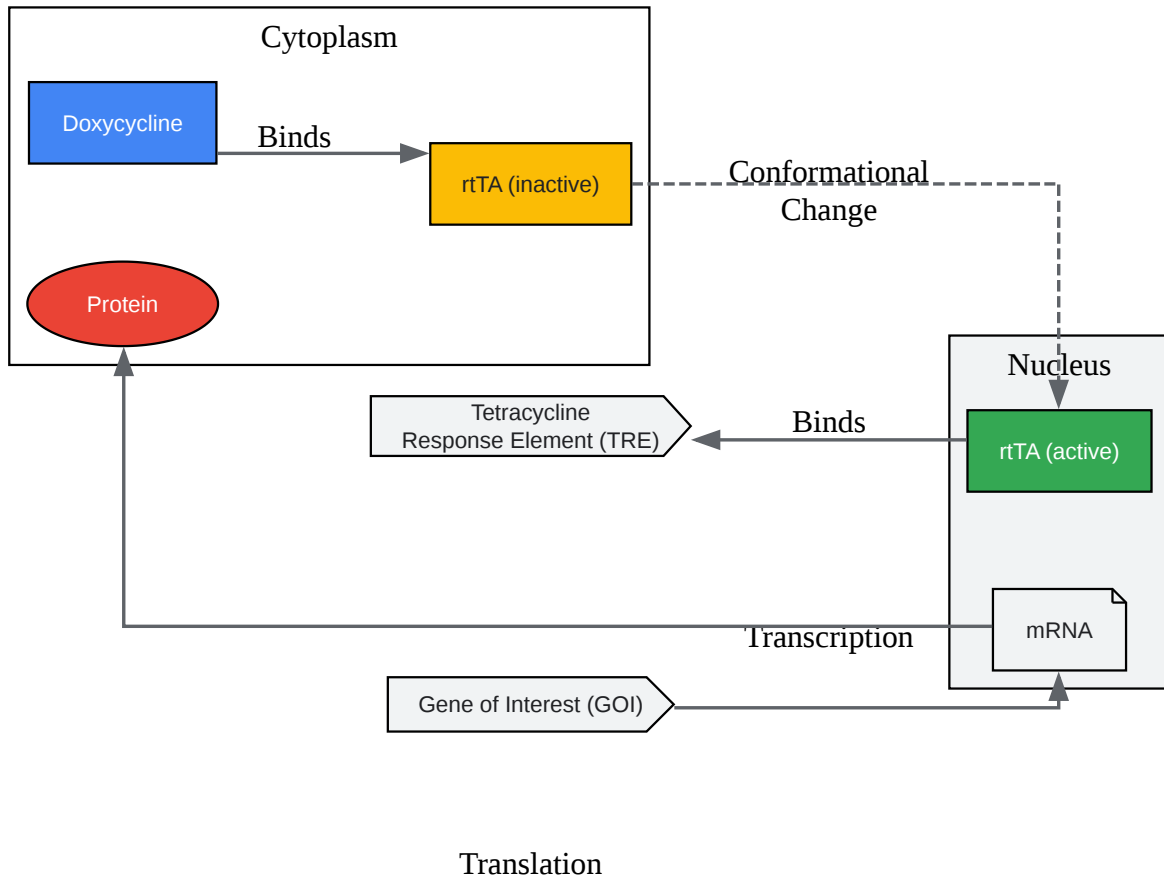 Cytoplasm
Doxycycline
Binds
rtTA (inactive)
Conformational
Change
Protein
Nucleus
Tetracycline
Response Element (TRE)
Binds
rtTA (active)
mRNA
Transcription
Gene of Interest (GOI)
Translation